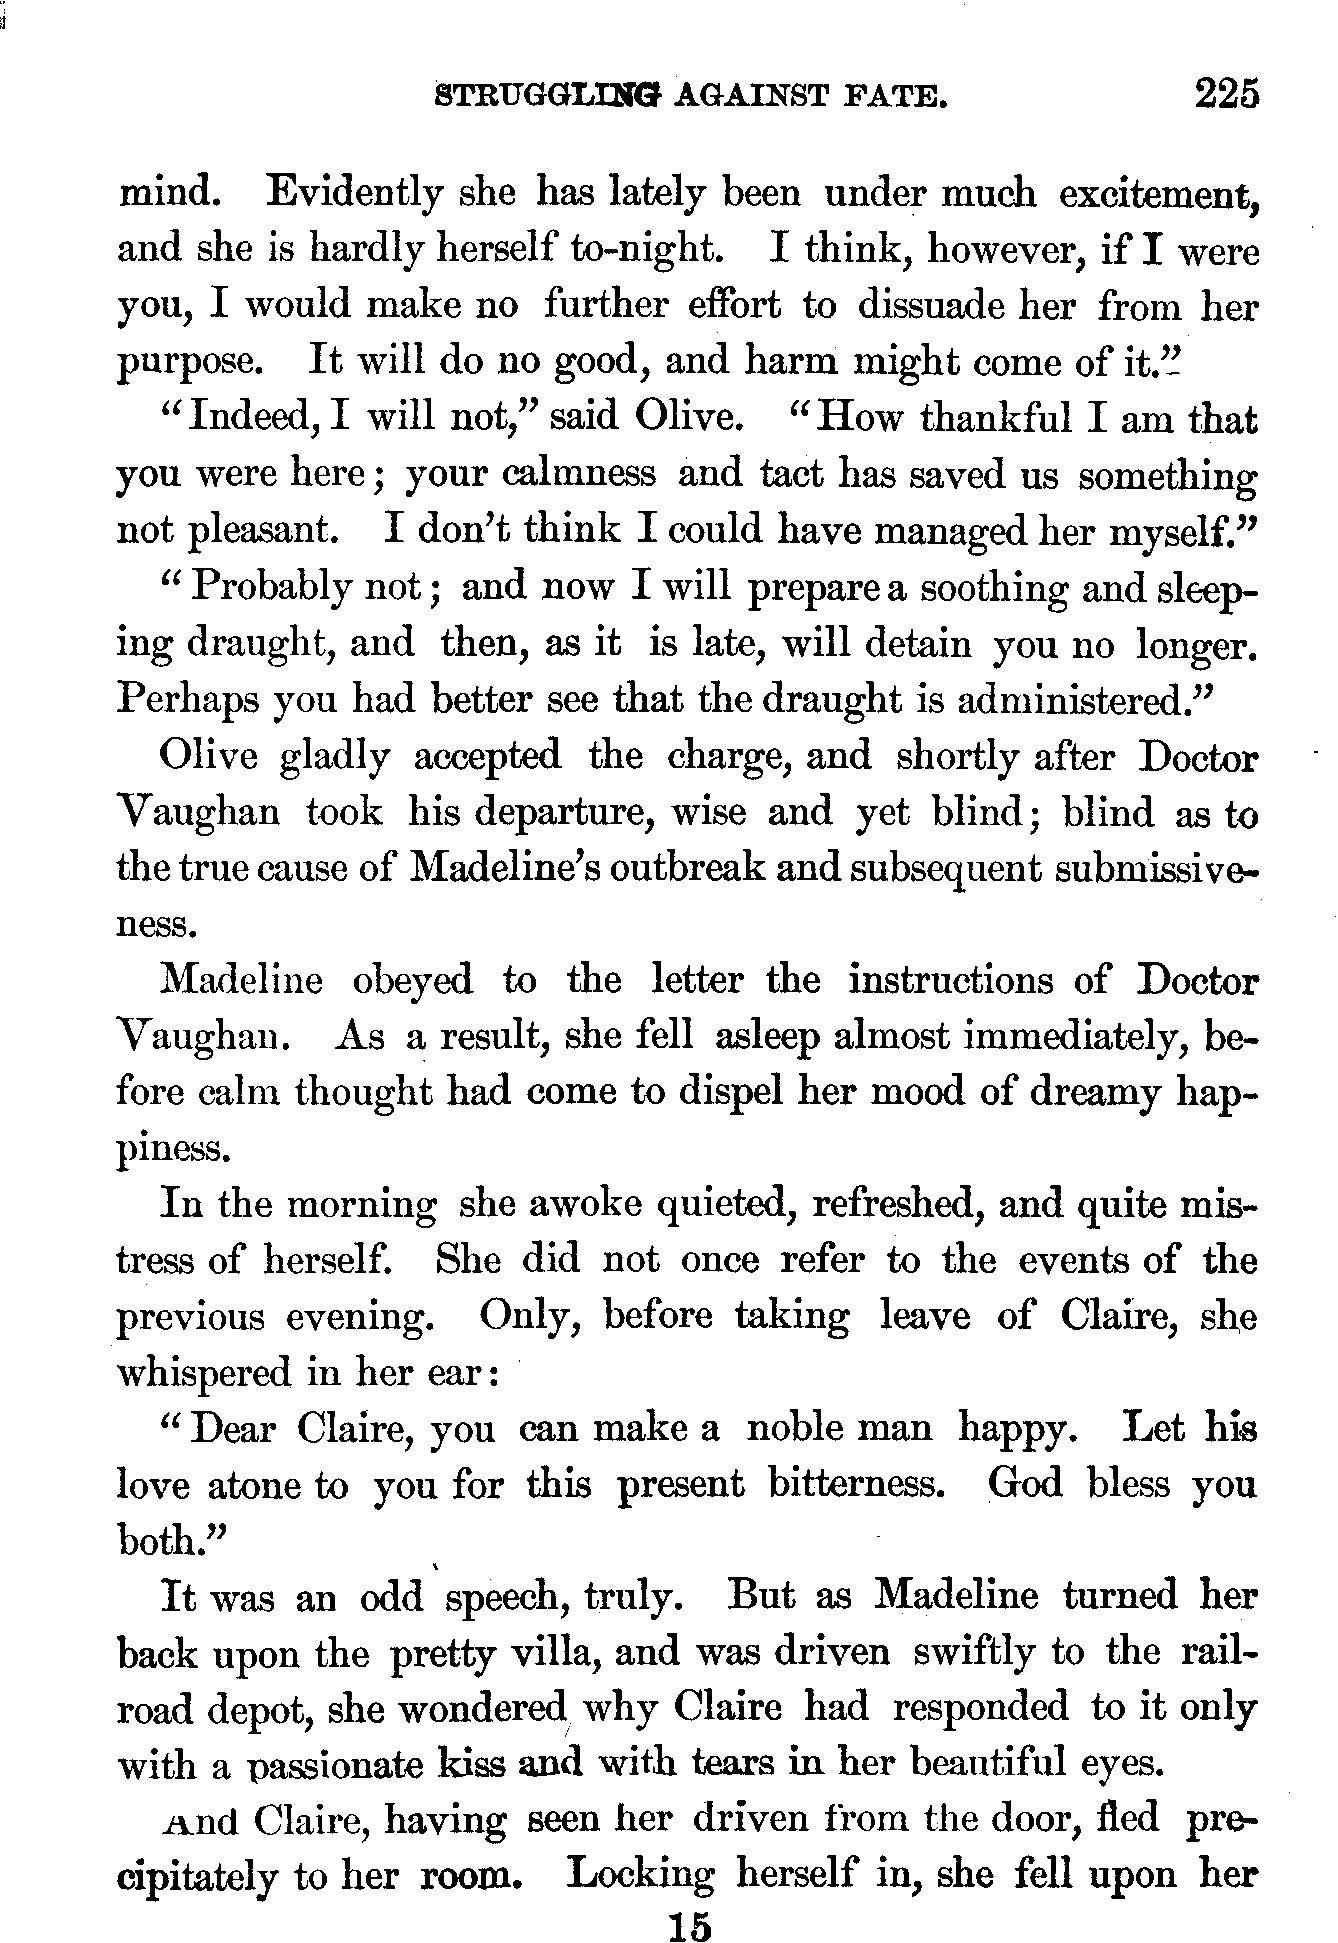 STRUGGLING AGAINST FATE. 225
mind. Evidently she has lately been under much excitement,
and she is hardly herself to-night. I think, however, if I were
you, I would make no further effort to dissuade her from her
purpose. It will do no good, and harm might come of it."
"Indeed, I will not," said Olive. "How thankful I am that
you were here; your calmness and tact has saved us something
not pleasant. I don't think I could have managed her myself."
"Probably not; and now I will prepare a soothing and sleep-
ing draught, and then, as it is late, will detain you no longer.
Perhaps you had better see that the draught is administered."
Olive gladly accepted the charge, and shortly after Doctor
Vaughan took his departure, wise and yet blind; blind as to
the true cause of Madeline's outbreak and subsequent submissive-
ness.
Madeline obeyed to the letter the instructions of Doctor
Vaughan. As a result, she fell asleep almost immediately, be-
fore calm thought had come to dispel her mood of dreamy hap-
piness.
In the morning she awoke quieted, refreshed, and quite mis-
tress of herself. She did not once refer to the events of the
previous evening. Only, before taking leave of Claire, she
whispered in her ear:
"Dear Claire, you can make a noble man happy. Let his
love atone to you for this present bitterness. God bless you
both."
It was an odd speech, truly. But as Madeline turned her
back upon the pretty villa, and was driven swiftly to the rail-
road depot, she wondered why Claire had responded to it only
with a passionate kiss and with tears in her beautiful eyes.
And Claire, having seen her driven from the door, fled pre-
cipitately to her room. Locking herself in, she fell upon her
15